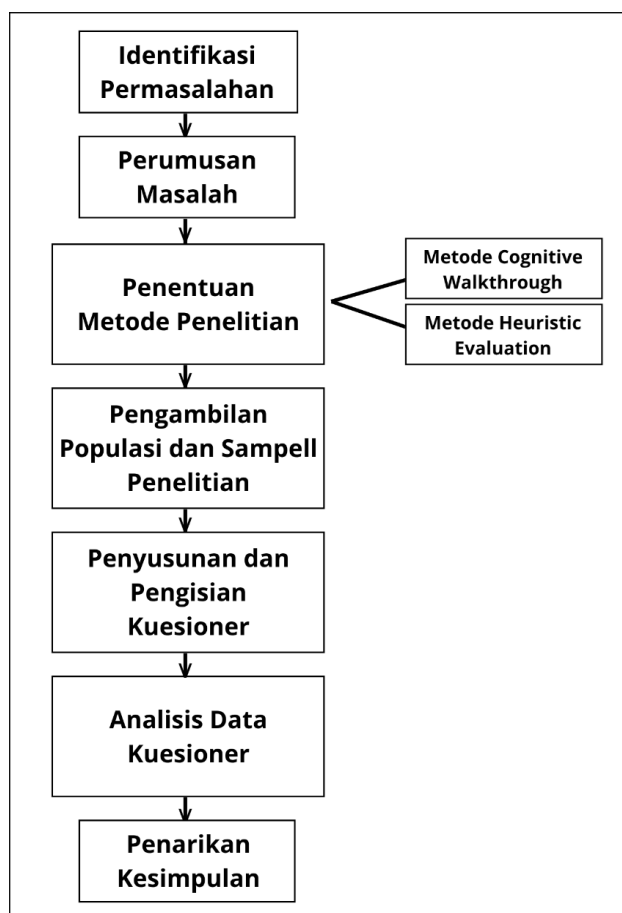 Identifikasi
Permasalahan
Perumusan
Masalah
Penentuan
Metode Penelitian
Metode Cognitive
Walkthrough
Metode Heuristic
Evaluation
Pengambilan
Populasi dan Sampell
Penelitian
Penyusunan dan
Pengisian
Kuesioner
Analisis Data
Kuesioner
Penarikan
Kesimpulan